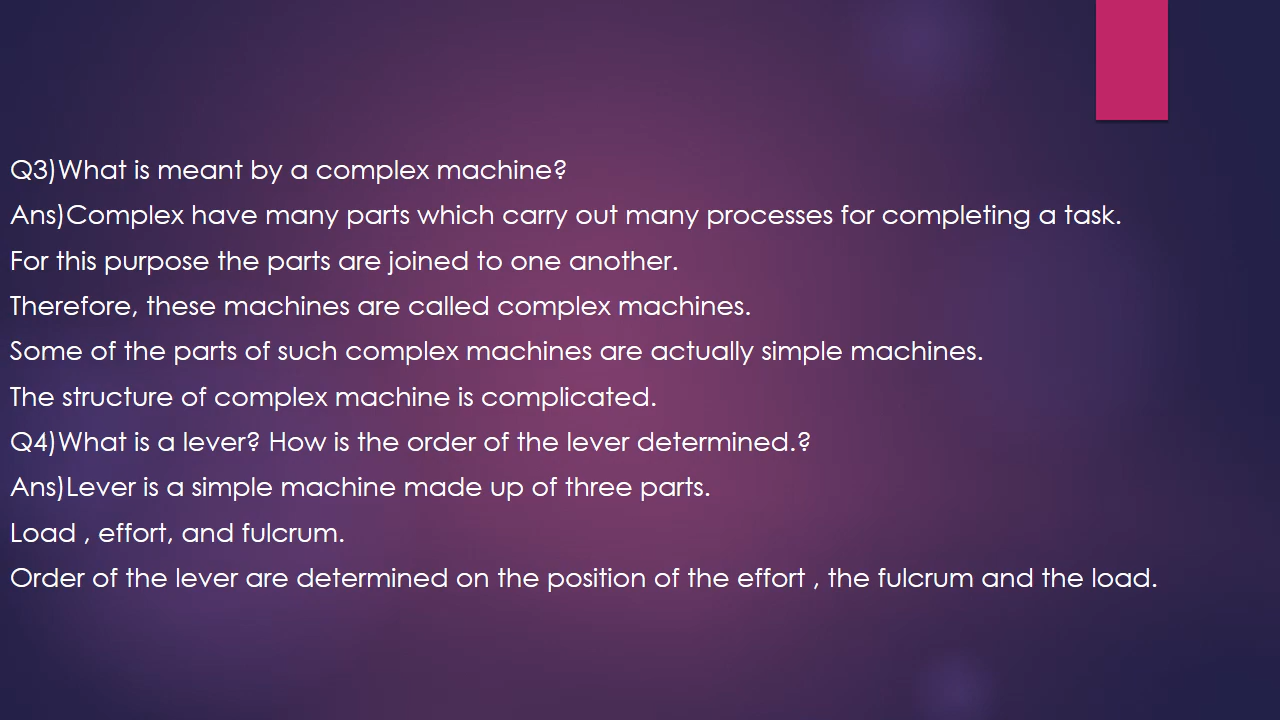 Q3)What is meant by a complex machine?
Ans)Complex have many parts which carry out many processes for completing a task.
For this purpose the parts are joined to one another.
Therefore, these machines are called complex machines.
Some of the parts of such complex machines are actually simple machines.
The structure of complex machine is complicated.
Q4)What is a lever? How is the order of the lever determined.?
Ans)Lever is a simple machine made up of three parts.
Load , effort, and fulcrum.
Order of the lever are determined on the position of the effort , the fulcrum and the load.